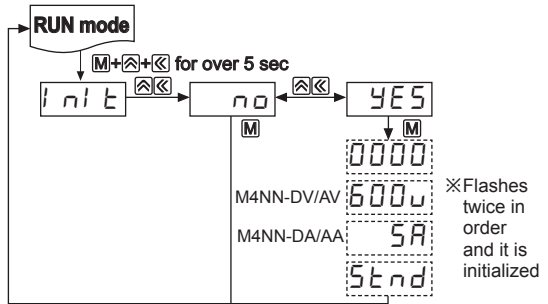 RUN mode
M+≪+≪ for over 5 sec
InIt
no
YES
M
M
0000
M4NN-DV/AV
600v
※Flashes
twice in
order
and it is
initialized
M4NN-DA/AA
5A
Stnd